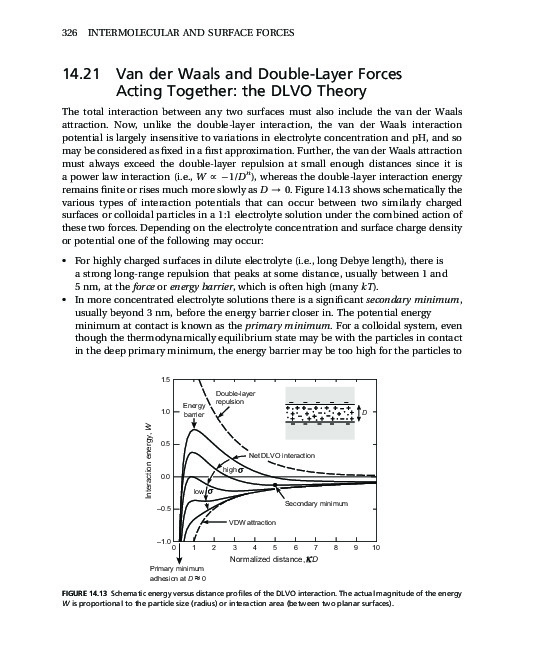 326 INTERMOLECULAR AND SURFACE FORCES
14.21 Van der Waals and Double-Layer Forces
Acting Together: the DLVO Theory
The total interaction between any two surfaces must also include the van der Waals
attraction. Now, unlike the double-layer interaction, the van der Waals interaction
potential is largely insensitive to variations in electrolyte concentration and pH, and so
may be considered as fixed in a first approximation. Further, the van der Waals attraction
must always exceed the double-layer repulsion at small enough distances since it is
a power law interaction (i.e., W ∝ −1/Dⁿ), whereas the double-layer interaction energy
remains finite or rises much more slowly as D → 0. Figure 14.13 shows schematically the
various types of interaction potentials that can occur between two similarly charged
surfaces or colloidal particles in a 1:1 electrolyte solution under the combined action of
these two forces. Depending on the electrolyte concentration and surface charge density
or potential one of the following may occur:
• For highly charged surfaces in dilute electrolyte (i.e., long Debye length), there is
a strong long-range repulsion that peaks at some distance, usually between 1 and
5 nm, at the force or energy barrier, which is often high (many kT).
• In more concentrated electrolyte solutions there is a significant secondary minimum,
usually beyond 3 nm, before the energy barrier closer in. The potential energy
minimum at contact is known as the primary minimum. For a colloidal system, even
though the thermodynamically equilibrium state may be with the particles in contact
in the deep primary minimum, the energy barrier may be too high for the particles to
1.5
Double-layer
repulsion
Energy
barrier
1.0
D
0.5
Net DLVO interaction
high σ
0.0
low σ
Secondary minimum
−0.5
VDW attraction
−1.0
Interaction energy, W
0 1 2 3 4 5 6 7 8 9 10
Normalized distance, κD
Primary minimum
adhesion at D ≈ 0
FIGURE 14.13 Schematic energy versus distance profiles of the DLVO interaction. The actual magnitude of the energy
W is proportional to the particle size (radius) or interaction area (between two planar surfaces).